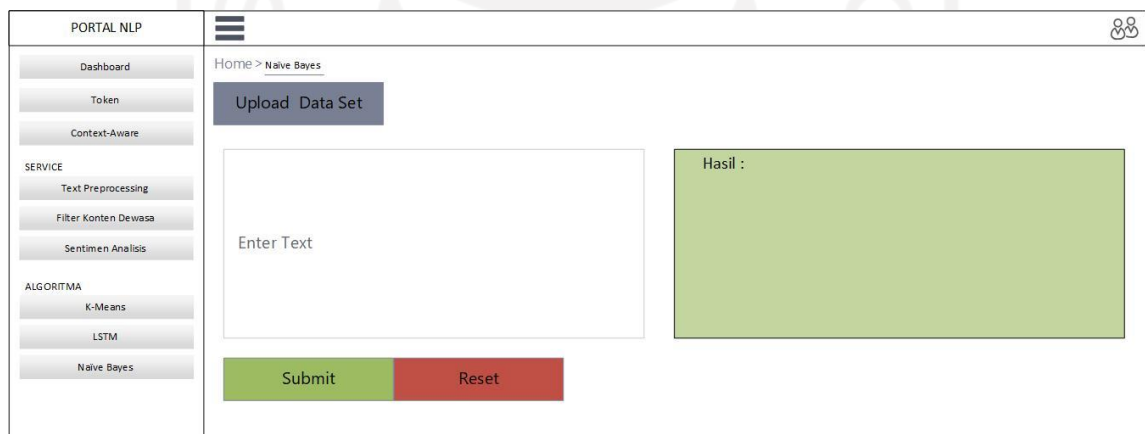 PORTAL NLP
Dashboard
Token
Context-Aware
SERVICE
Text Preprocessing
Filter Konten Dewasa
Sentimen Analisis
ALGORITMA
K-Means
LSTM
Naïve Bayes
Home > Naïve Bayes
Upload Data Set
Enter Text
Hasil :
Submit
Reset